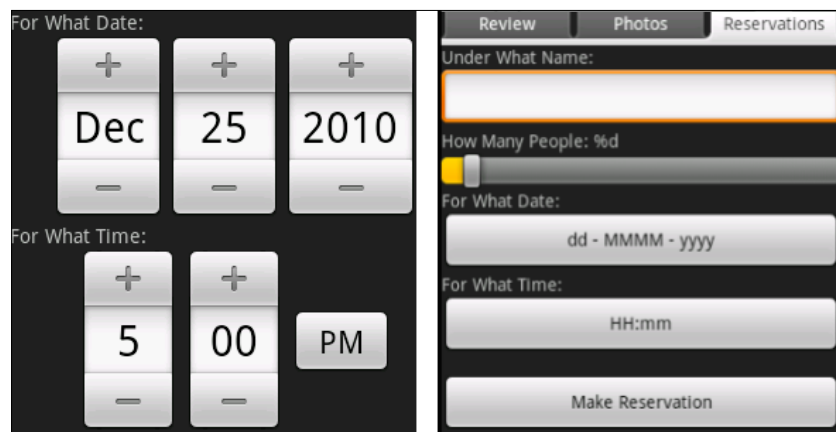 For What Date:
+ + +
Dec 25 2010
− − −
For What Time:
+ +
5 00 PM
− −
Review Photos Reservations
Under What Name:
How Many People: %d
For What Date:
dd - MMMM - yyyy
For What Time:
HH:mm
Make Reservation